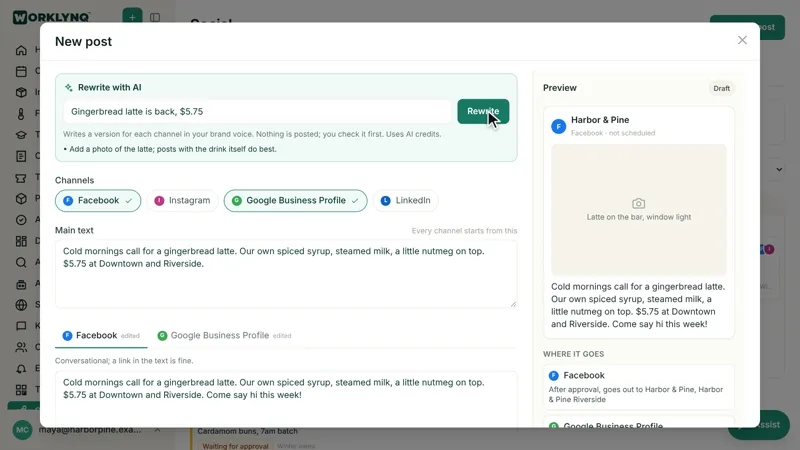 WORKLYNQ
New post
Rewrite with AI
Gingerbread latte is back, $5.75
Rewrite
Writes a version for each channel in your brand voice. Nothing is posted; you check it first. Uses AI credits.
• Add a photo of the latte; posts with the drink itself do best.
Channels
Facebook
Instagram
Google Business Profile
LinkedIn
Main text
Every channel starts from this
Cold mornings call for a gingerbread latte. Our own spiced syrup, steamed milk, a little nutmeg on top.
$5.75 at Downtown and Riverside.
Facebook edited
Google Business Profile edited
Conversational; a link in the text is fine.
Cold mornings call for a gingerbread latte. Our own spiced syrup, steamed milk, a little nutmeg on top.
$5.75 at Downtown and Riverside. Come say hi this week!
Preview
Draft
Harbor & Pine
Facebook · not scheduled
Latte on the bar, window light
Cold mornings call for a gingerbread latte.
Our own spiced syrup, steamed milk, a
little nutmeg on top. $5.75 at Downtown
and Riverside. Come say hi this week!
WHERE IT GOES
Facebook
After approval, goes out to Harbor & Pine, Harbor
& Pine Riverside
Google Business Profile
MC
maya@harborpine.exa...
Cardamom buns, 7am batch
Waiting for approval